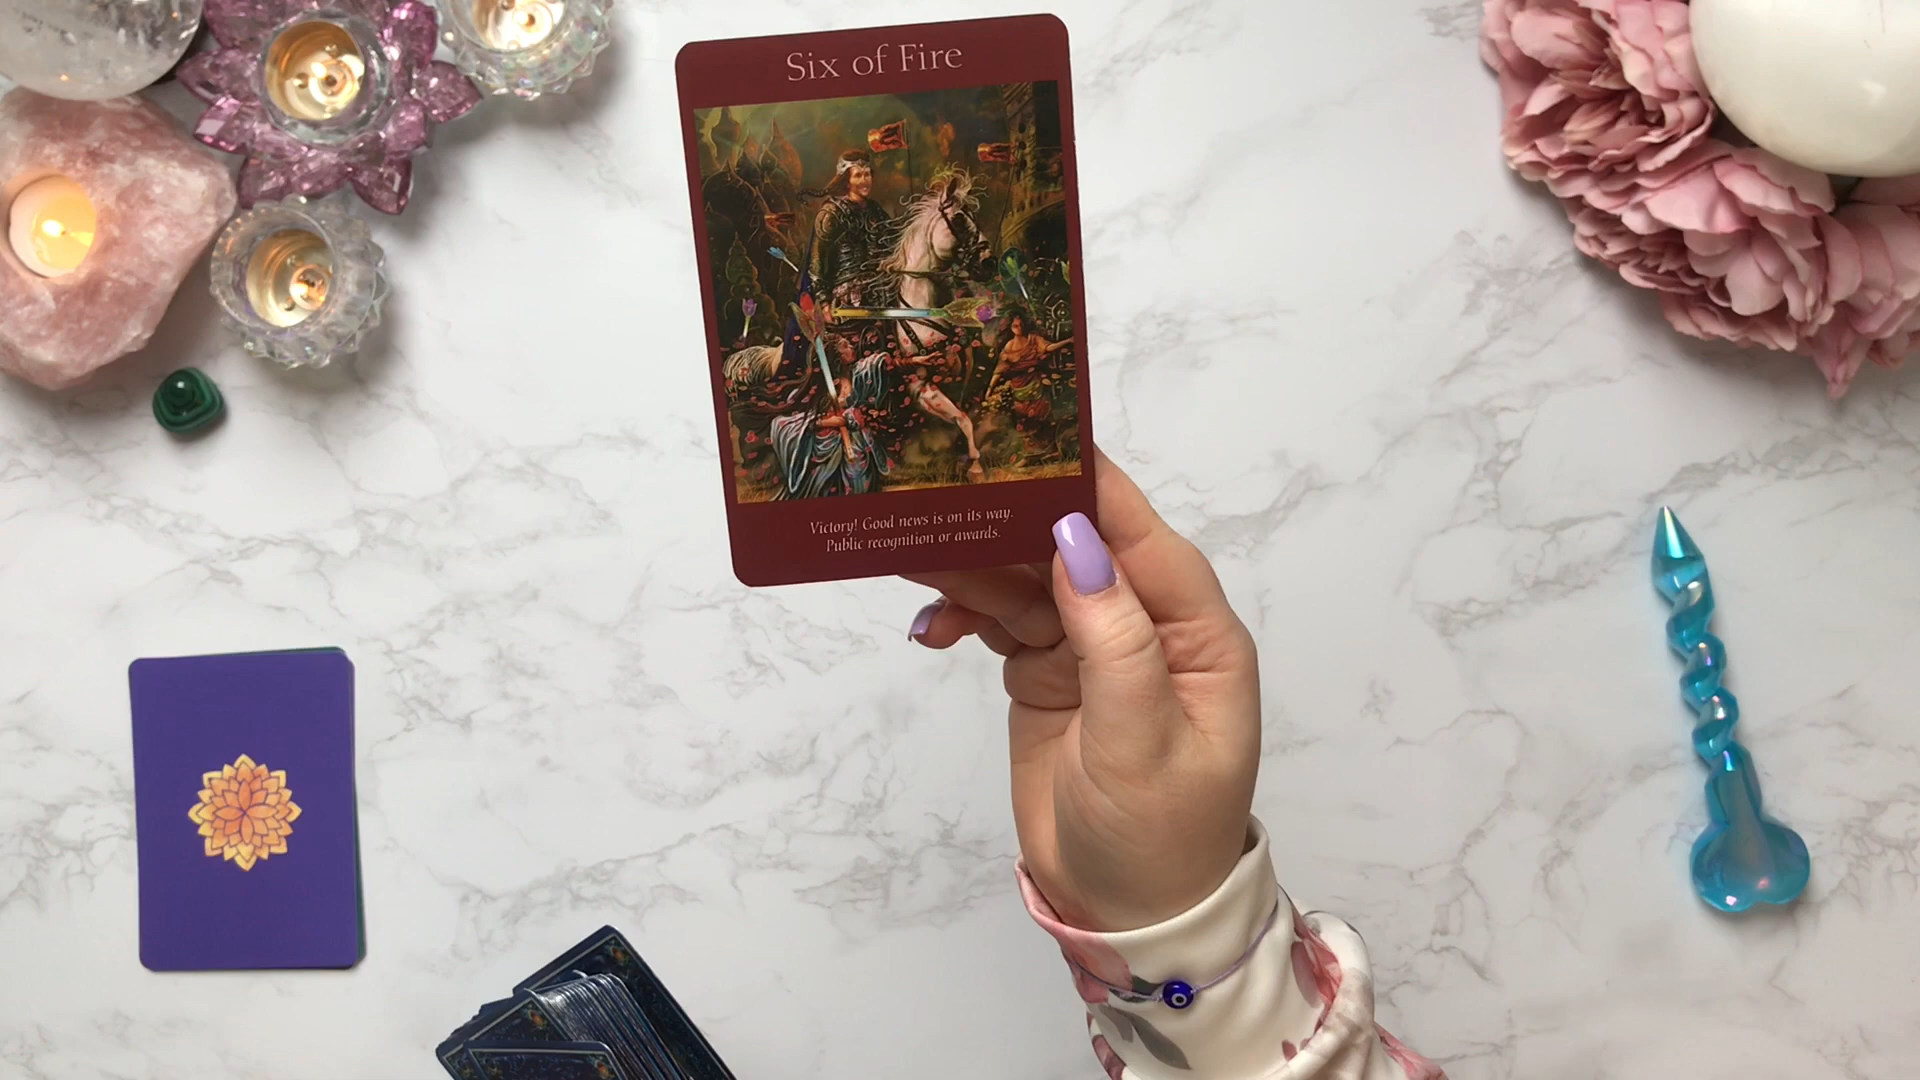 Six of Fire
Victory! Good news is on its way.
Public recognition or awards.